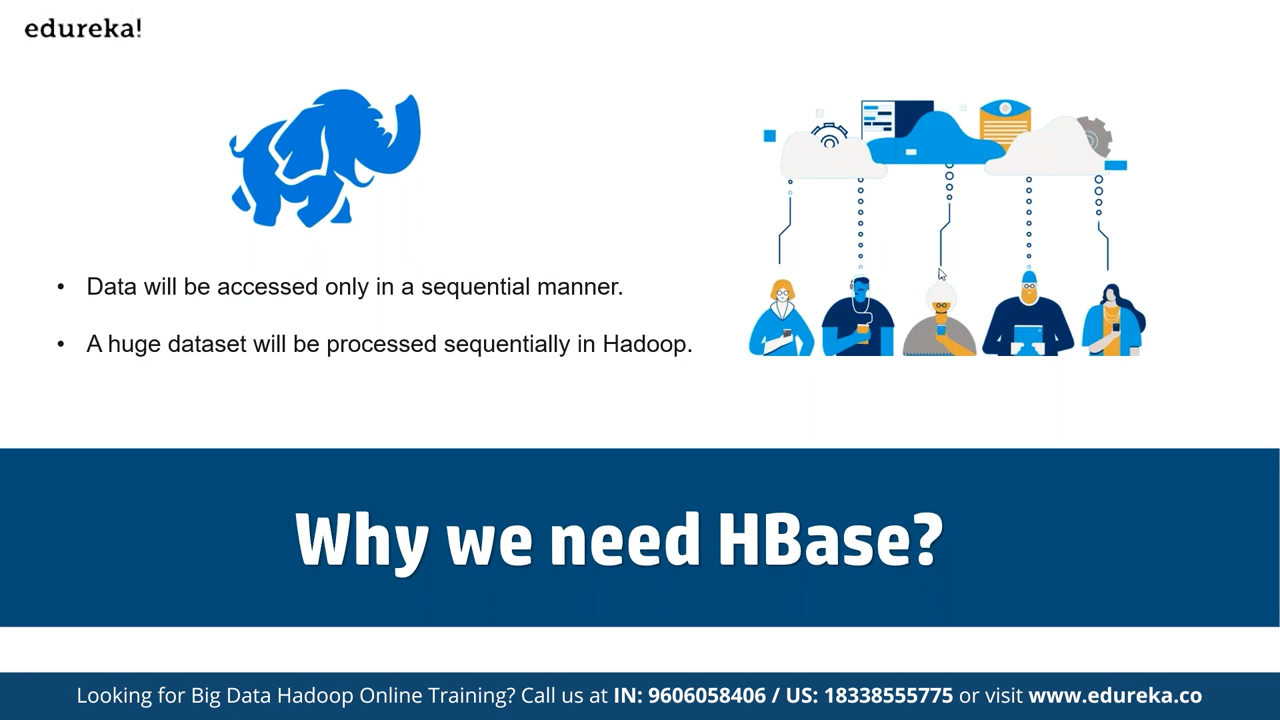 edureka!
• Data will be accessed only in a sequential manner.
• A huge dataset will be processed sequentially in Hadoop.
Why we need HBase?
Looking for Big Data Hadoop Online Training? Call us at IN: 9606058406 / US: 18338555775 or visit www.edureka.co